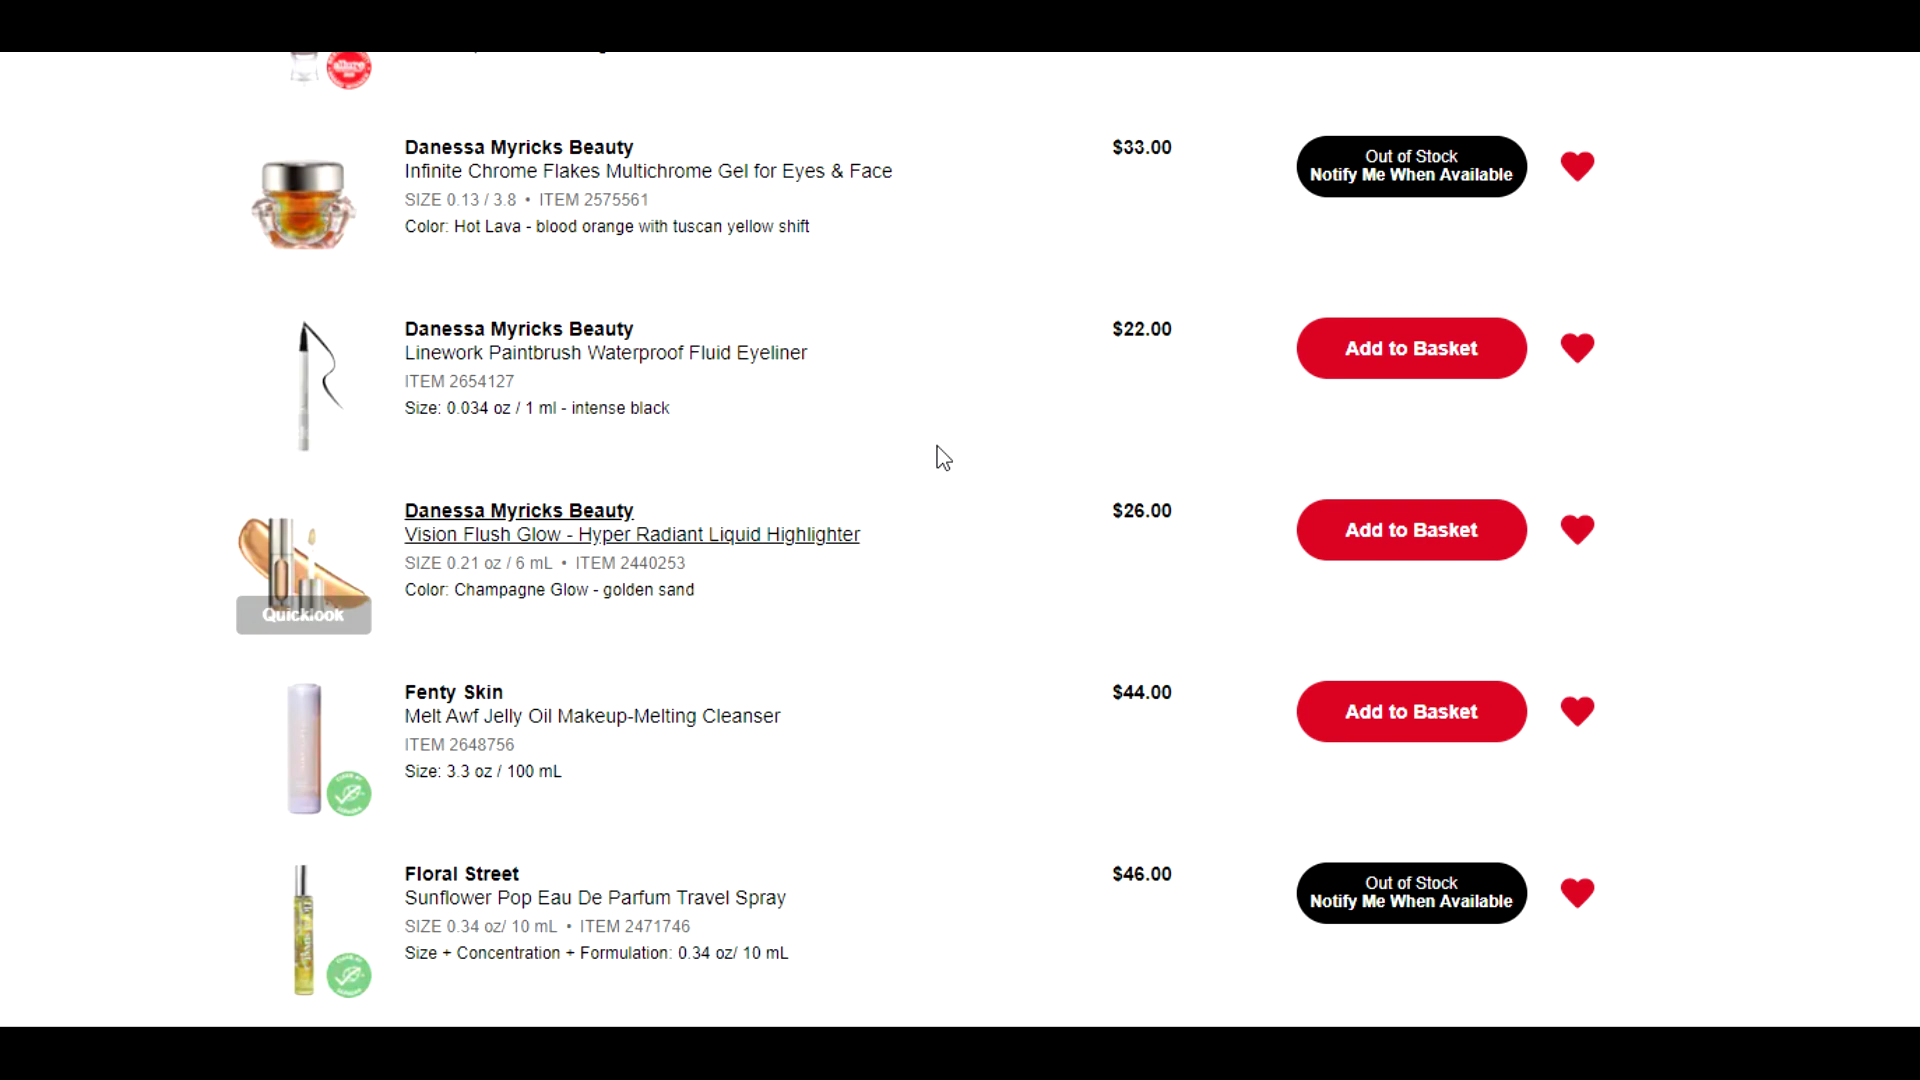 allure
Danessa Myricks Beauty
$33.00
Infinite Chrome Flakes Multichrome Gel for Eyes & Face
SIZE 0.13 / 3.8 • ITEM 2575561
Color: Hot Lava - blood orange with tuscan yellow shift
Out of Stock
Notify Me When Available
Danessa Myricks Beauty
$22.00
Linework Paintbrush Waterproof Fluid Eyeliner
ITEM 2654127
Size: 0.034 oz / 1 ml - intense black
Add to Basket
Danessa Myricks Beauty
$26.00
Vision Flush Glow - Hyper Radiant Liquid Highlighter
SIZE 0.21 oz / 6 mL • ITEM 2440253
Color: Champagne Glow - golden sand
Quicklook
Add to Basket
Fenty Skin
$44.00
Melt Awf Jelly Oil Makeup-Melting Cleanser
ITEM 2648756
Size: 3.3 oz / 100 mL
Add to Basket
Floral Street
$46.00
Sunflower Pop Eau De Parfum Travel Spray
SIZE 0.34 oz/ 10 mL • ITEM 2471746
Size + Concentration + Formulation: 0.34 oz/ 10 mL
Out of Stock
Notify Me When Available